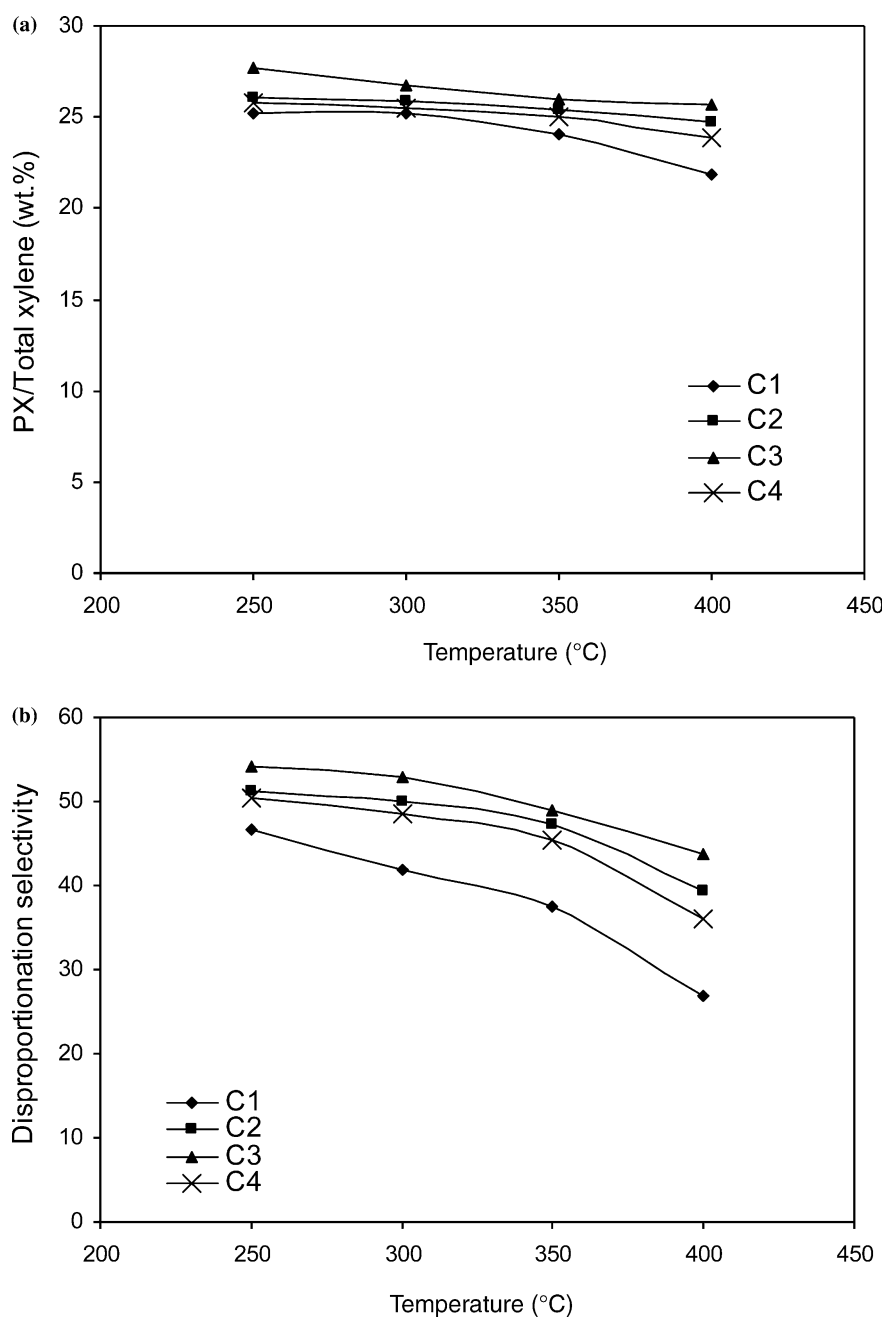 (a)
30
25
20
15
10
5
0
PX/Total xylene (wt.%)
C1
C2
C3
C4
200 250 300 350 400 450
Temperature (°C)
(b)
60
50
40
30
20
10
0
Disproportionation selectivity
C1
C2
C3
C4
200 250 300 350 400 450
Temperature (°C)